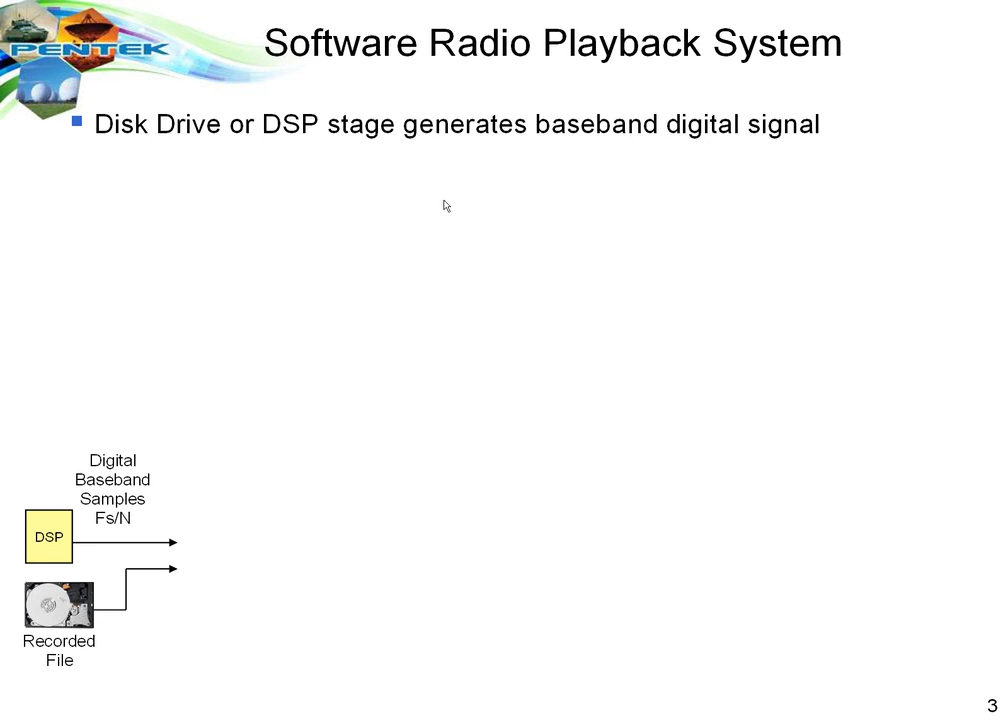 PENTEK
Software Radio Playback System
Disk Drive or DSP stage generates baseband digital signal
Digital
Baseband
Samples
Fs/N
DSP
Recorded
File
3